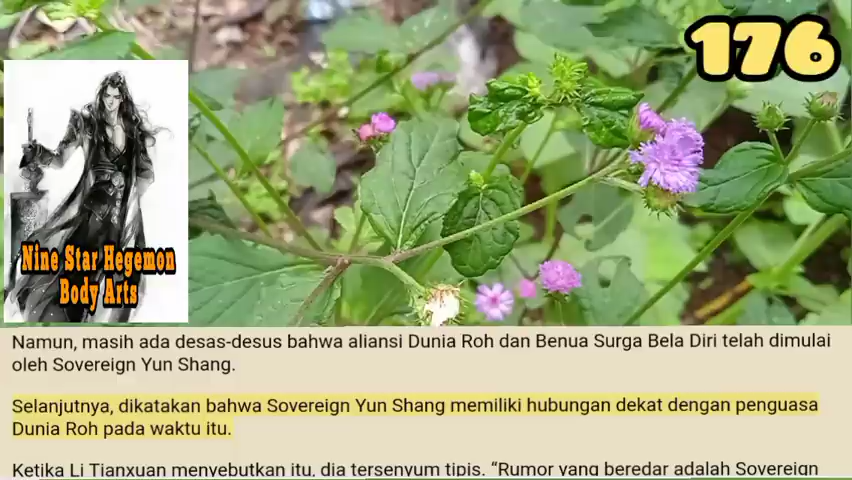 176
Nine Star Hegemon
Body Arts
Namun, masih ada desas-desus bahwa aliansi Dunia Roh dan Benua Surga Bela Diri telah dimulai
oleh Sovereign Yun Shang.
Selanjutnya, dikatakan bahwa Sovereign Yun Shang memiliki hubungan dekat dengan penguasa
Dunia Roh pada waktu itu.
Ketika Li Tianxuan menyebutkan itu, dia tersenyum tipis. “Rumor yang beredar adalah Sovereign